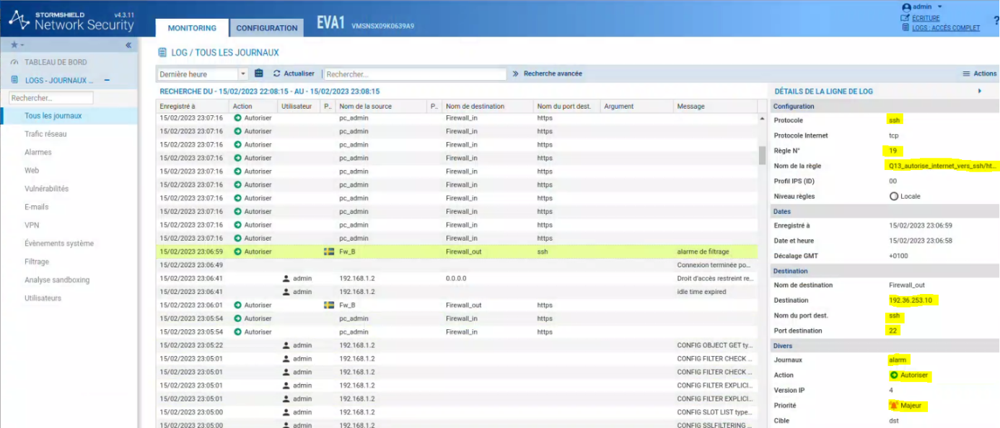 STORMSHIELD v4.3.11
Network Security
MONITORING
CONFIGURATION
EVA1 VMSNSX09K0639A9
admin
ÉCRITURE
LOGS : ACCÈS COMPLET
?
TABLEAU DE BORD
LOGS - JOURNAUX ...
Rechercher...
Tous les journaux
Trafic réseau
Alarmes
Web
Vulnérabilités
E-mails
VPN
Évènements système
Filtrage
Analyse sandboxing
Utilisateurs
LOG / TOUS LES JOURNAUX
Dernière heure Actualiser Rechercher... Recherche avancée Actions
RECHERCHE DU - 15/02/2023 22:08:15 - AU - 15/02/2023 23:08:15
Enregistré à Action Utilisateur P.. Nom de la source P.. Nom de destination Nom du port dest. Argument Message
15/02/2023 23:07:16 Autoriser pc_admin Firewall_in https
15/02/2023 23:07:16 Autoriser pc_admin Firewall_in https
15/02/2023 23:07:16 Autoriser pc_admin Firewall_in https
15/02/2023 23:07:16 Autoriser pc_admin Firewall_in https
15/02/2023 23:07:16 Autoriser pc_admin Firewall_in https
15/02/2023 23:07:16 Autoriser pc_admin Firewall_in https
15/02/2023 23:07:16 Autoriser pc_admin Firewall_in https
15/02/2023 23:07:16 Autoriser pc_admin Firewall_in https
15/02/2023 23:07:16 Autoriser pc_admin Firewall_in https
15/02/2023 23:07:16 Autoriser pc_admin Firewall_in https
15/02/2023 23:06:59 Autoriser Fw_B Firewall_out ssh alarme de filtrage
15/02/2023 23:06:49 Connexion terminée po...
15/02/2023 23:06:41 admin 192.168.1.2 0.0.0.0 Droit d'accès restreint re...
15/02/2023 23:06:41 admin 192.168.1.2 idle time expired
15/02/2023 23:06:01 Autoriser Fw_B Firewall_out https
15/02/2023 23:05:54 Autoriser pc_admin Firewall_in https
15/02/2023 23:05:54 Autoriser pc_admin Firewall_in https
15/02/2023 23:05:22 admin 192.168.1.2 CONFIG OBJECT GET ty...
15/02/2023 23:05:01 admin 192.168.1.2 CONFIG FILTER CHECK ...
15/02/2023 23:05:01 admin 192.168.1.2 CONFIG FILTER CHECK ...
15/02/2023 23:05:01 admin 192.168.1.2 CONFIG FILTER EXPLICI...
15/02/2023 23:05:01 admin 192.168.1.2 CONFIG FILTER EXPLICI...
15/02/2023 23:05:00 admin 192.168.1.2 CONFIG SLOT LIST type...
15/02/2023 23:05:00 admin 192.168.1.2 CONFIG SSLFILTERING ...
DÉTAILS DE LA LIGNE DE LOG
Configuration
Protocole ssh
Protocole Internet tcp
Règle N° 19
Nom de la règle Q13_autorise_internet_vers_ssh/ht...
Profil IPS (ID) 00
Niveau règles Locale
Dates
Enregistré à 15/02/2023 23:06:59
Date et heure 15/02/2023 23:06:58
Décalage GMT +0100
Destination
Nom de destination Firewall_out
Destination 192.36.253.10
Nom du port dest. ssh
Port destination 22
Divers
Journaux alarm
Action Autoriser
Version IP 4
Priorité Majeur
Cible dst